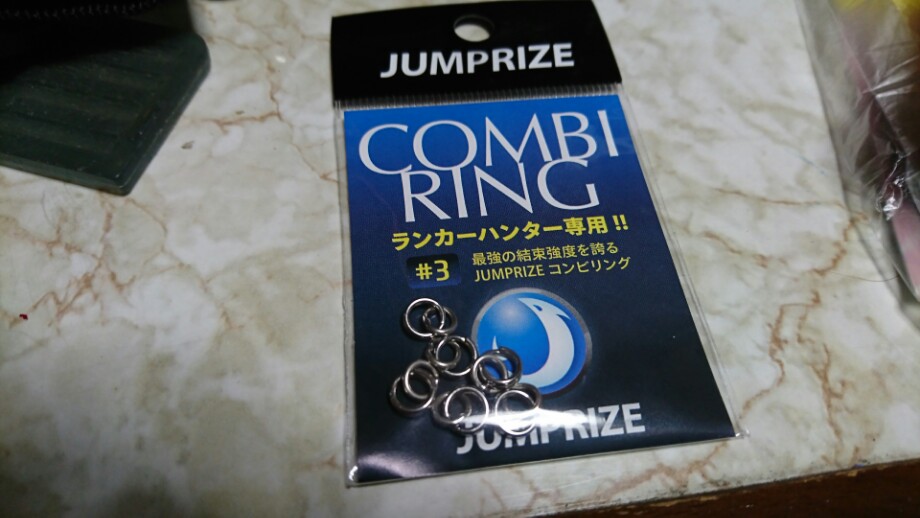 JUMPRIZE
COMBI
RING
ランカーハンター専用!!
#3
最強の結束強度を誇る
JUMPRIZE コンビリング
JUMPRIZE